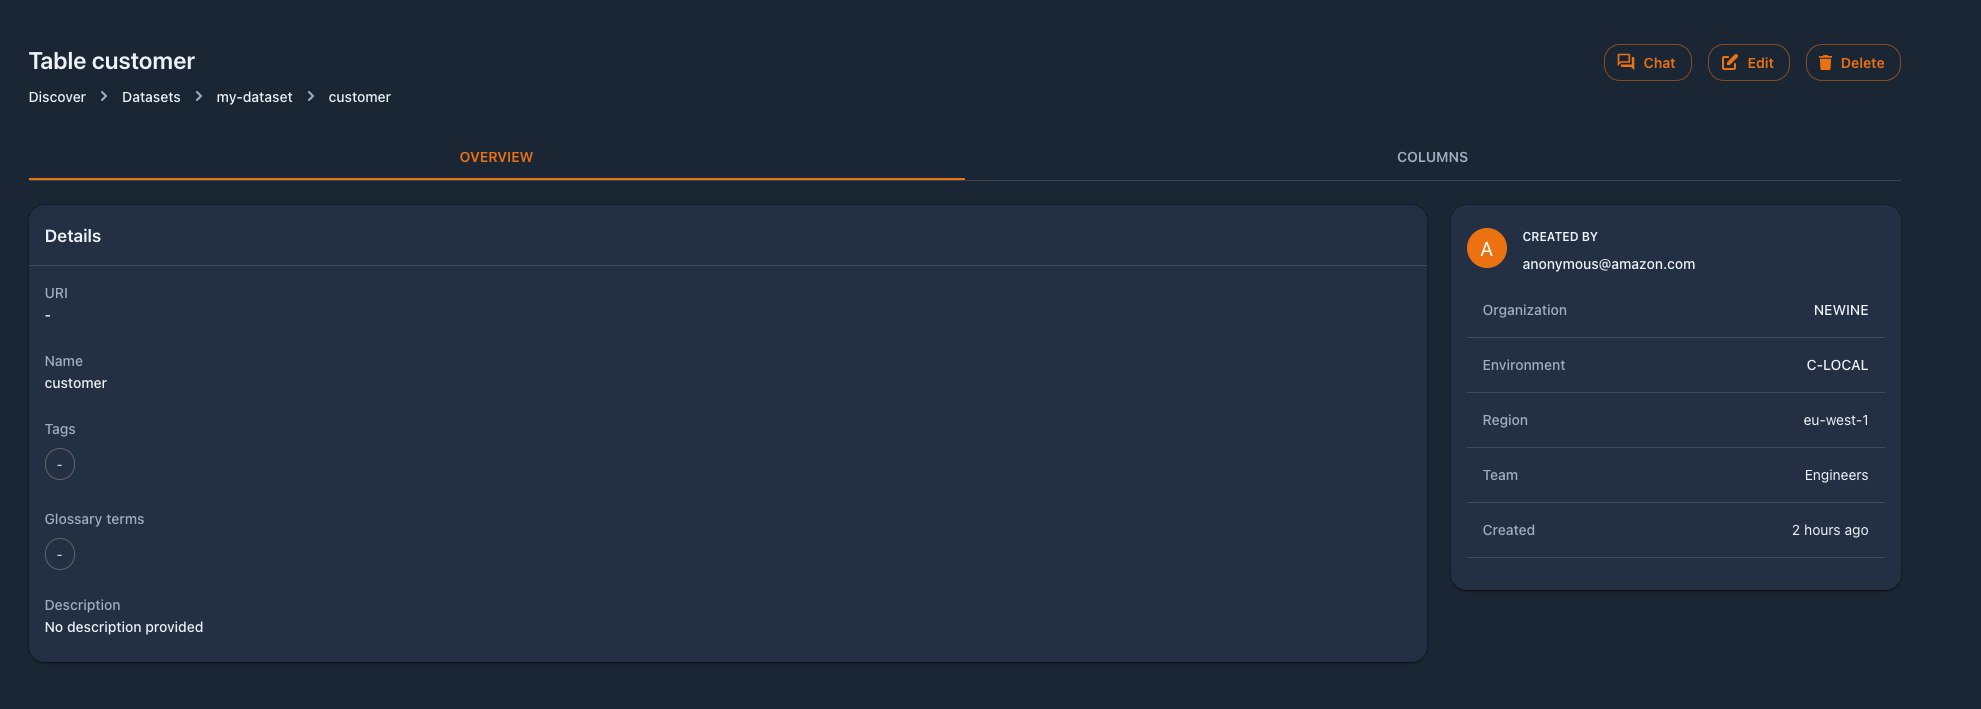 Table customer
Chat
Edit
Delete
Discover > Datasets > my-dataset > customer
OVERVIEW
COLUMNS
Details
URI
-
Name
customer
Tags
-
Glossary terms
-
Description
No description provided
A
CREATED BY
anonymous@amazon.com
Organization NEWINE
Environment C-LOCAL
Region eu-west-1
Team Engineers
Created 2 hours ago